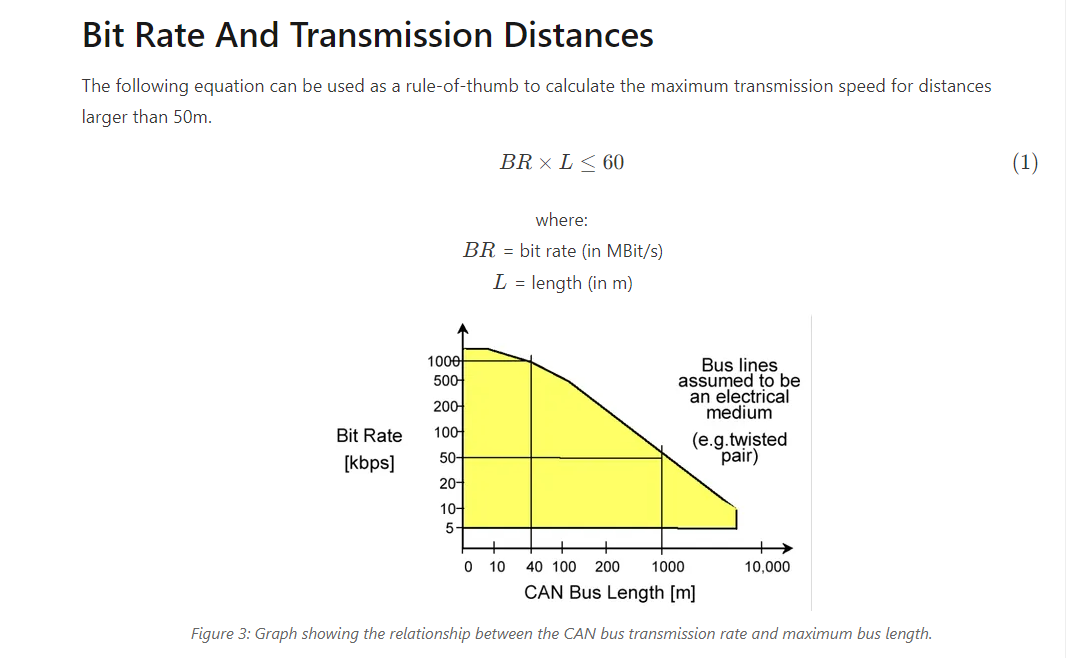 Bit Rate And Transmission Distances
The following equation can be used as a rule-of-thumb to calculate the maximum transmission speed for distances
larger than 50m.
BR × L ≤ 60 (1)
where:
BR = bit rate (in MBit/s)
L = length (in m)
1000
500
200
100
50
20
10
5
Bit Rate
[kbps]
Bus lines
assumed to be
an electrical
medium
(e.g.twisted
pair)
0 10 40 100 200 1000 10,000
CAN Bus Length [m]
Figure 3: Graph showing the relationship between the CAN bus transmission rate and maximum bus length.